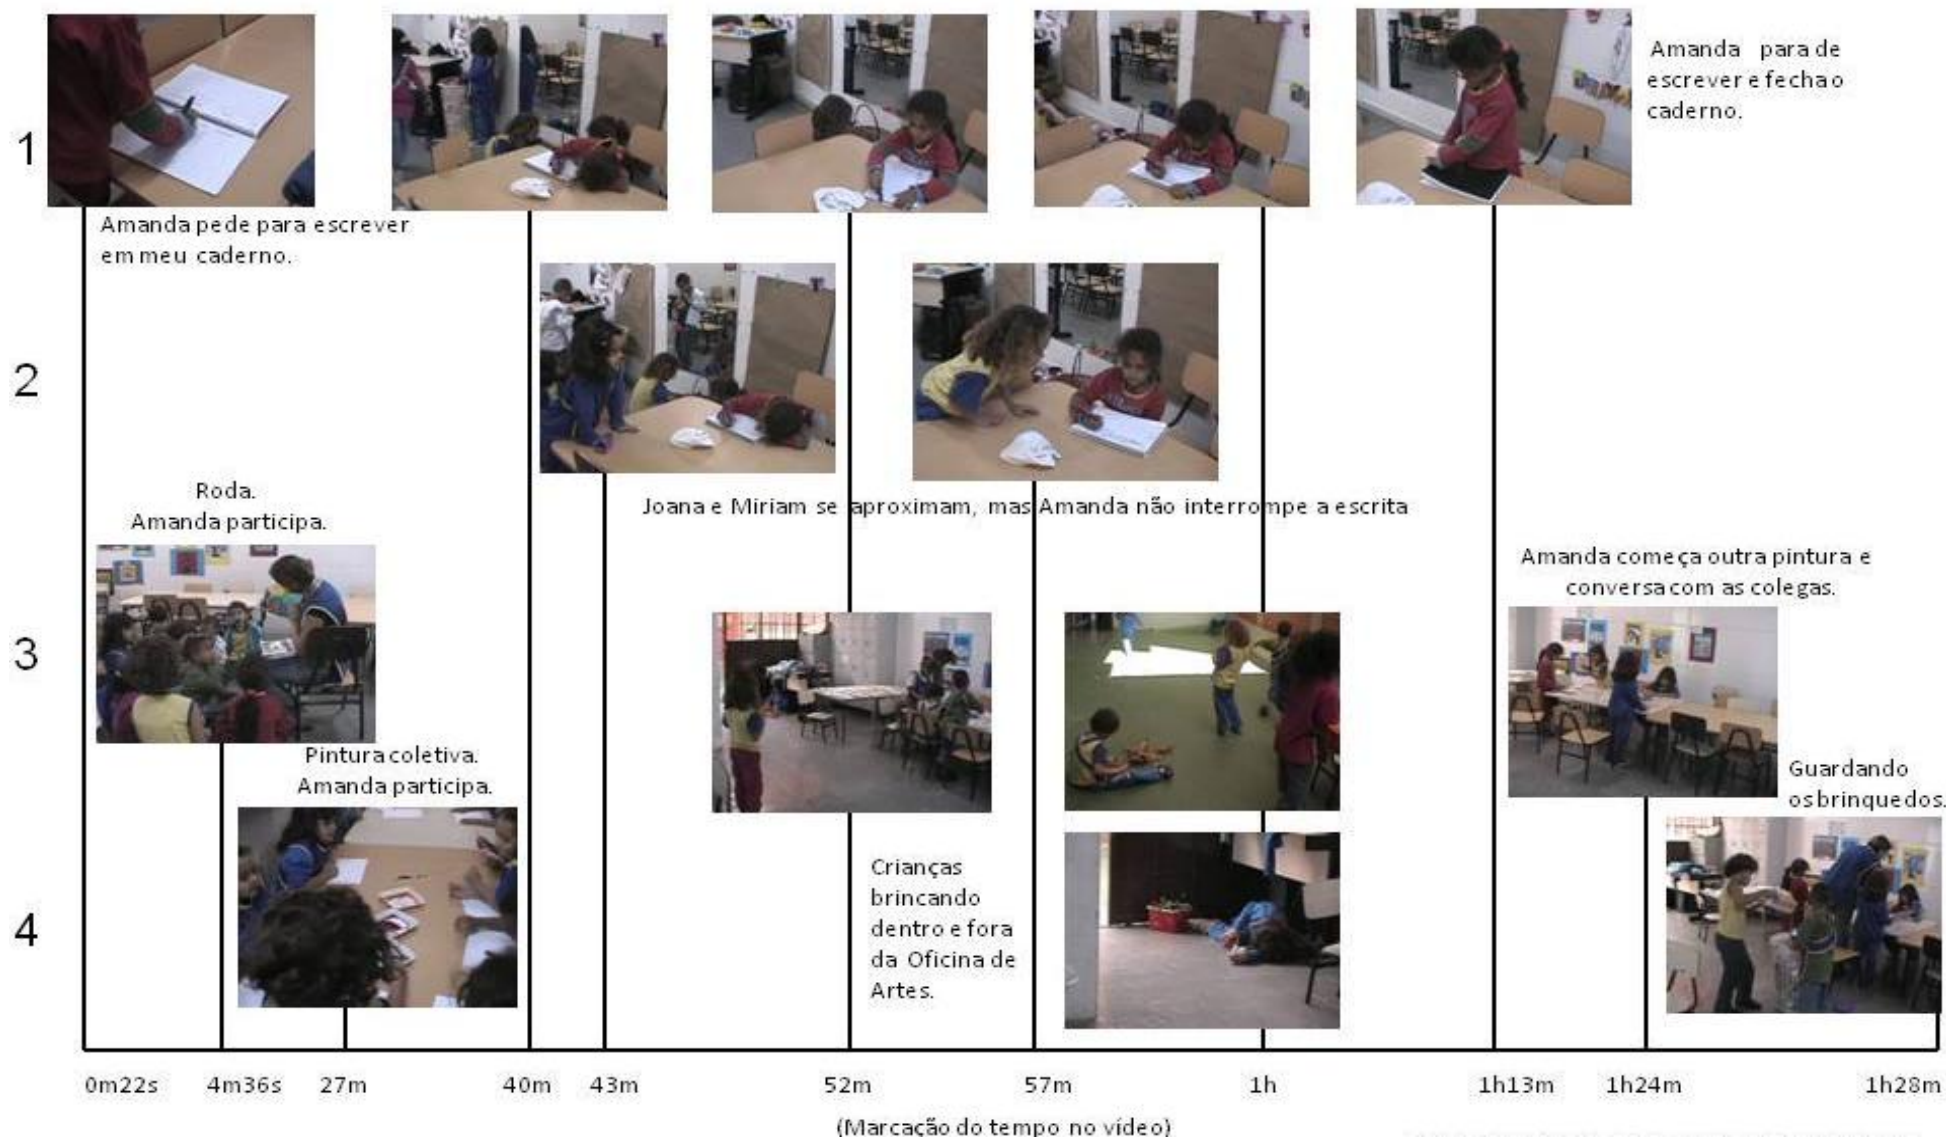 1
Amanda para de
escrever e fecha o
caderno.
Amanda pede para escrever
em meu caderno.
2
Joana e Miriam se aproximam, mas Amanda não interrompe a escrita
Roda.
Amanda participa.
3
Amanda começa outra pintura e
conversa com as colegas.
Pintura coletiva.
Amanda participa.
Guardando
os brinquedos.
4
Crianças
brincando
dentro e fora
da Oficina de
Artes.
0m22s 4m36s 27m 40m 43m 52m 57m 1h 1h13m 1h24m 1h28m
(Marcação do tempo no vídeo)